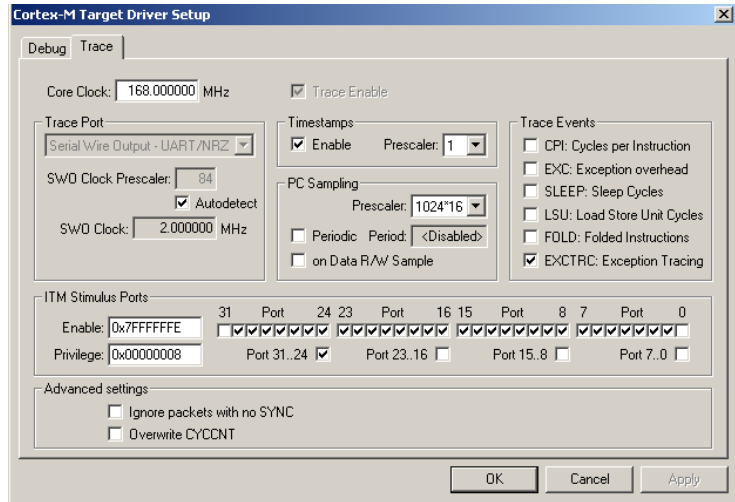 Cortex-M Target Driver Setup
Debug Trace
Core Clock: 168.000000 MHz Trace Enable
Trace Port
Serial Wire Output - UART/NRZ
SWO Clock Prescaler: 84
Autodetect
SWO Clock: 2.000000 MHz
Timestamps
Enable Prescaler: 1
PC Sampling
Prescaler: 1024*16
Periodic Period: <Disabled>
on Data R/W Sample
Trace Events
CPI: Cycles per Instruction
EXC: Exception overhead
SLEEP: Sleep Cycles
LSU: Load Store Unit Cycles
FOLD: Folded Instructions
EXCTRC: Exception Tracing
ITM Stimulus Ports
31 Port 24 23 Port 16 15 Port 8 7 Port 0
Enable: 0x7FFFFFFE
Privilege: 0x00000008 Port 31..24 Port 23..16 Port 15..8 Port 7..0
Advanced settings
Ignore packets with no SYNC
Overwrite CYCCNT
OK Cancel Apply